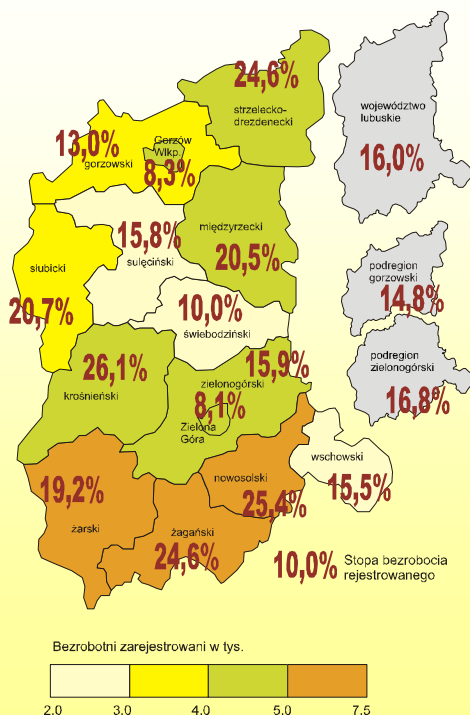 24,6%
strzelecko-
drezdenecki
województwo
lubuskie
16,0%
13,0%
gorzowski
Gorzów
Wlkp.
8,3%
15,8%
sulęciński
międzyrzecki
20,5%
słubicki
20,7%
10,0%
świebodziński
podregion
gorzowski
14,8%
podregion
zielonogórski
16,8%
26,1%
krośnieński
15,9%
zielonogórski
8,1%
Zielona
Góra
wschowski
15,5%
19,2%
żarski
nowosolski
25,4%
żagański
24,6%
10,0% Stopa bezrobocia
rejestrowanego
Bezrobotni zarejestrowani w tys.
2.0 3.0 4.0 5.0 7.5